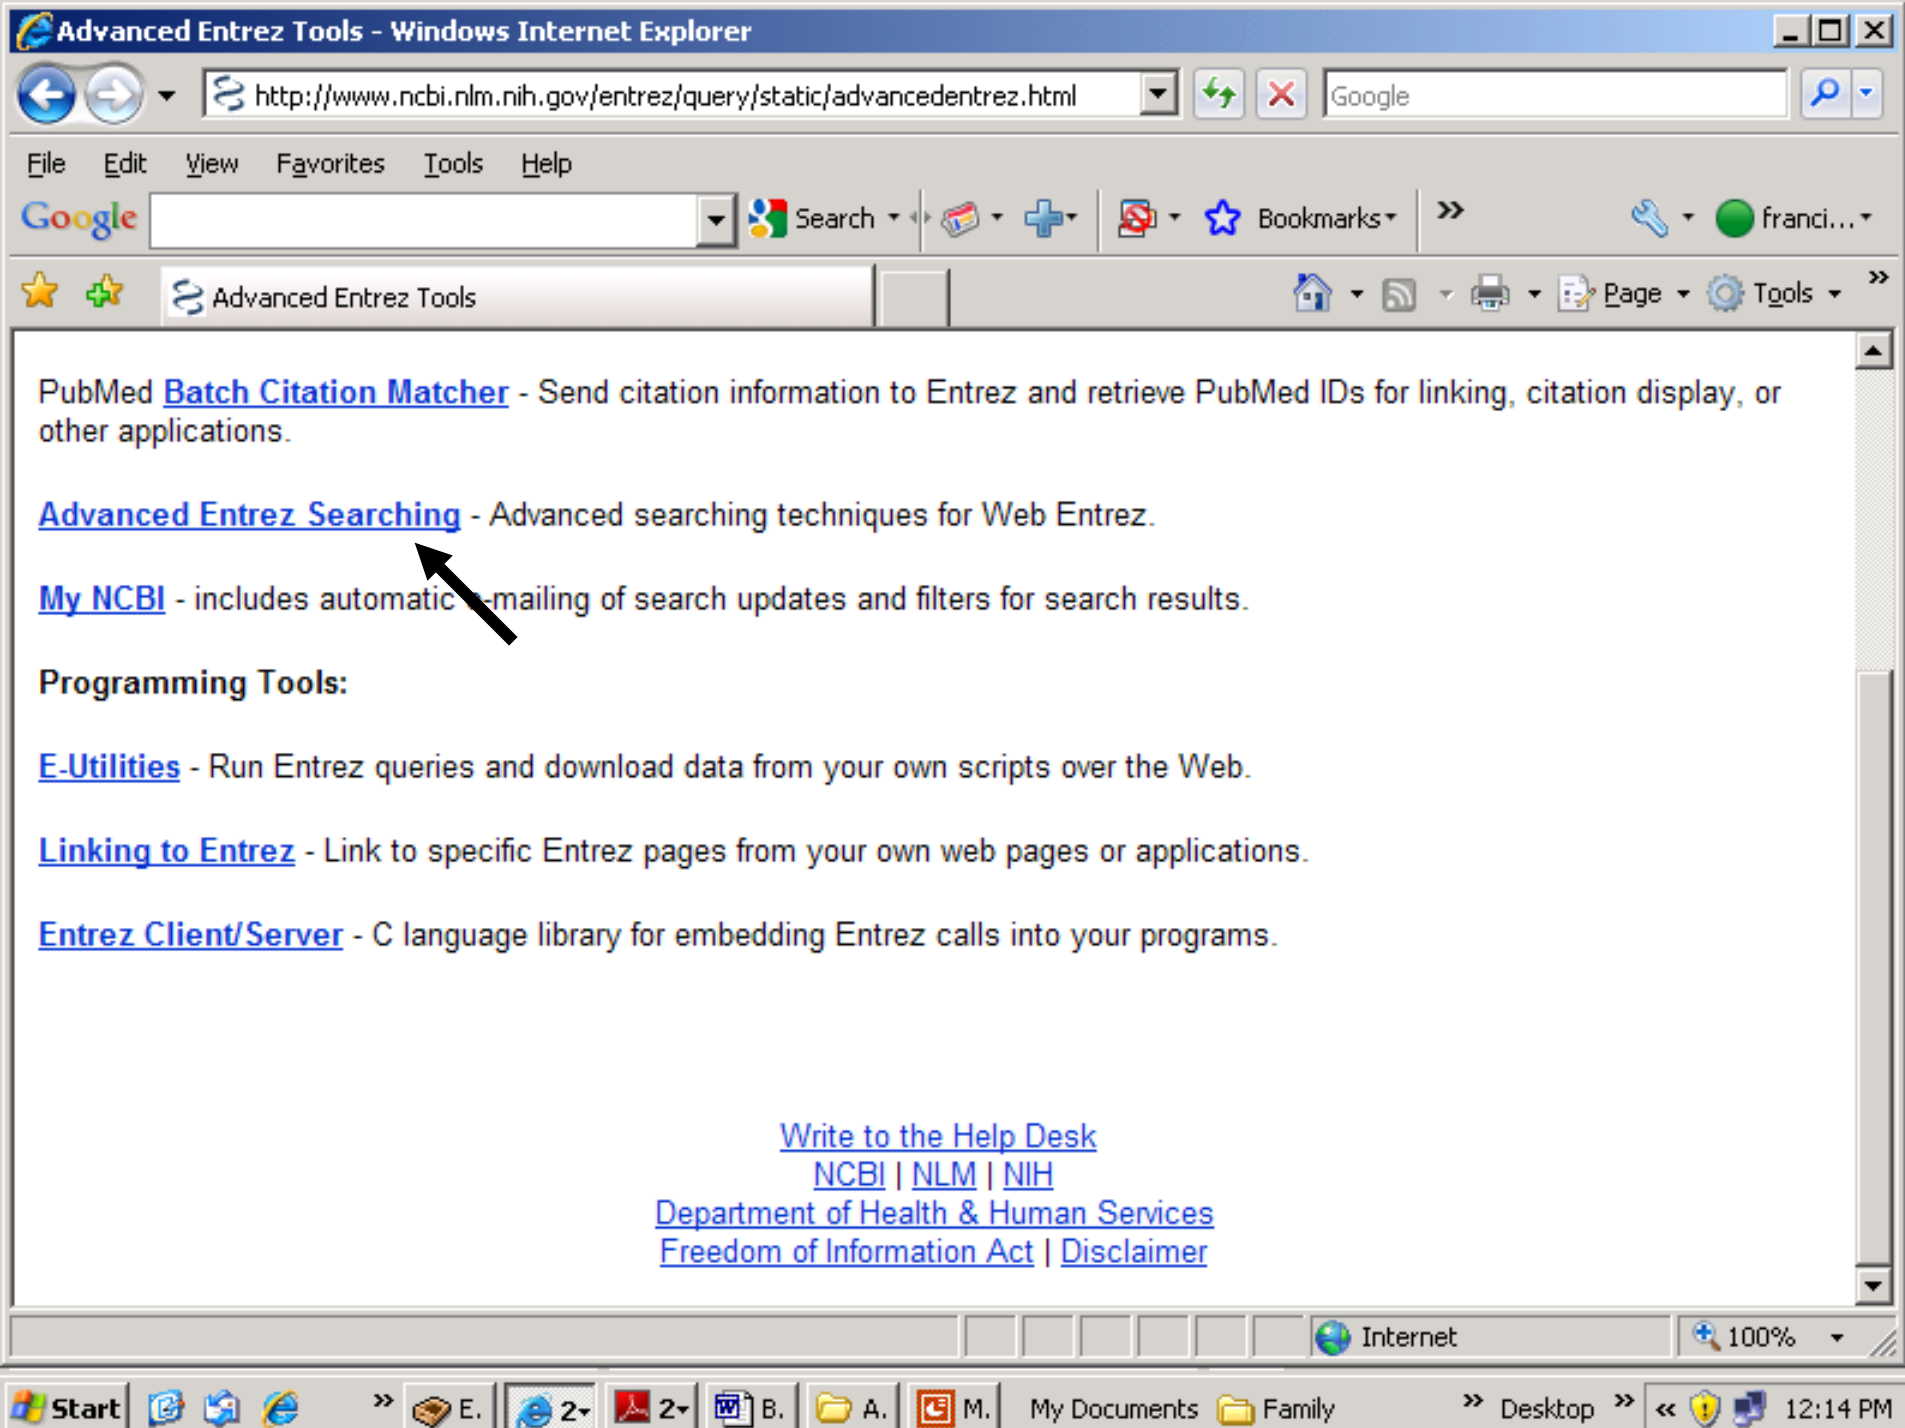 Advanced Entrez Tools - Windows Internet Explorer
http://www.ncbi.nlm.nih.gov/entrez/query/static/advancedentrez.html
Google
File Edit View Favorites Tools Help
Google Search Bookmarks franci...
Advanced Entrez Tools Page Tools
PubMed Batch Citation Matcher - Send citation information to Entrez and retrieve PubMed IDs for linking, citation display, or
other applications.
Advanced Entrez Searching - Advanced searching techniques for Web Entrez.
My NCBI - includes automatic e-mailing of search updates and filters for search results.
Programming Tools:
E-Utilities - Run Entrez queries and download data from your own scripts over the Web.
Linking to Entrez - Link to specific Entrez pages from your own web pages or applications.
Entrez Client/Server - C language library for embedding Entrez calls into your programs.
Write to the Help Desk
NCBI | NLM | NIH
Department of Health & Human Services
Freedom of Information Act | Disclaimer
Internet 100%
Start E. 2 2 B. A. M. My Documents Family Desktop 12:14 PM